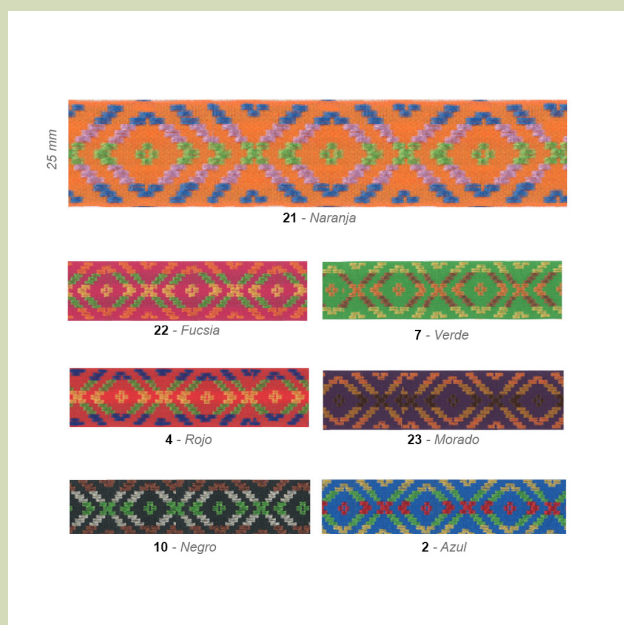 25 mm
21 - Naranja
22 - Fucsia
7 - Verde
4 - Rojo
23 - Morado
10 - Negro
2 - Azul